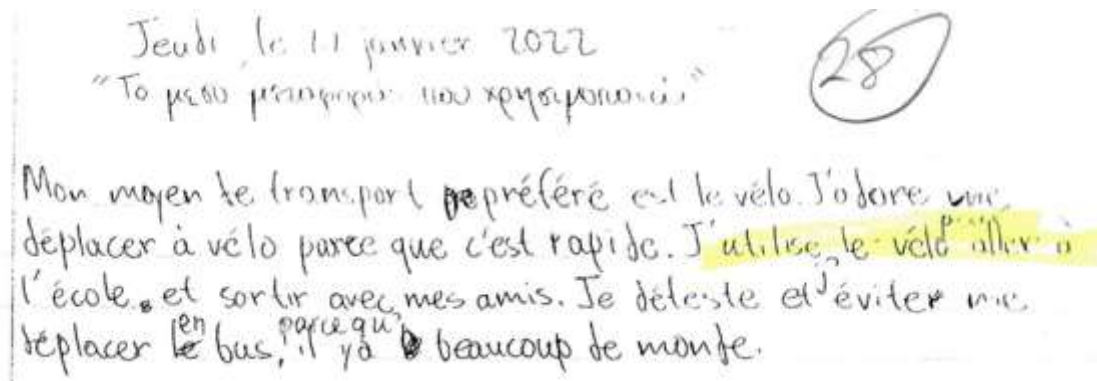 Jeudi, le 11 janvier 2022
28
"Το μεσο μεταφορας που χρησιμοποιώ"
Mon moyen de transport préféré est le vélo. J'adore me
déplacer à vélo parce que c'est rapide. J'utilise le vélo pour aller à
l'école et sortir avec mes amis. Je déteste et j'éviter me
déplacer en bus, parce qu'il y a beaucoup de monde.